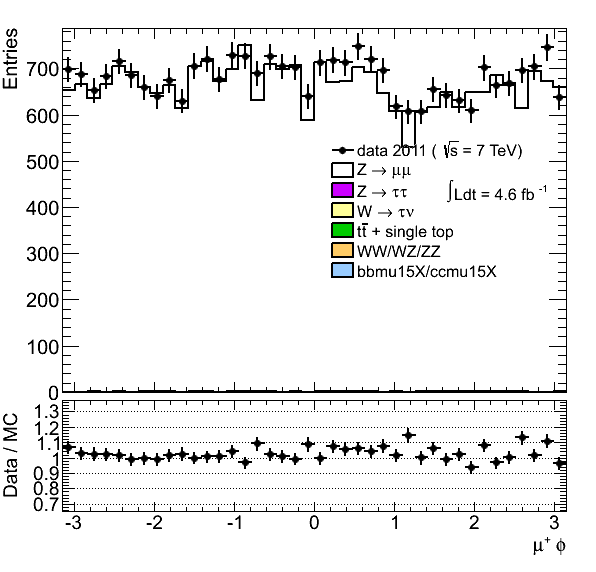 Entries
700
600
500
400
300
200
100
0
data 2011 ( √s = 7 TeV)
Z → μμ
Z → ττ
∫Ldt = 4.6 fb⁻¹
W → τν
tt̄ + single top
WW/WZ/ZZ
bbmu15X/ccmu15X
Data / MC
1.3
1.2
1.1
1
0.9
0.8
0.7
-3 -2 -1 0 1 2 3
μ⁺ ϕ